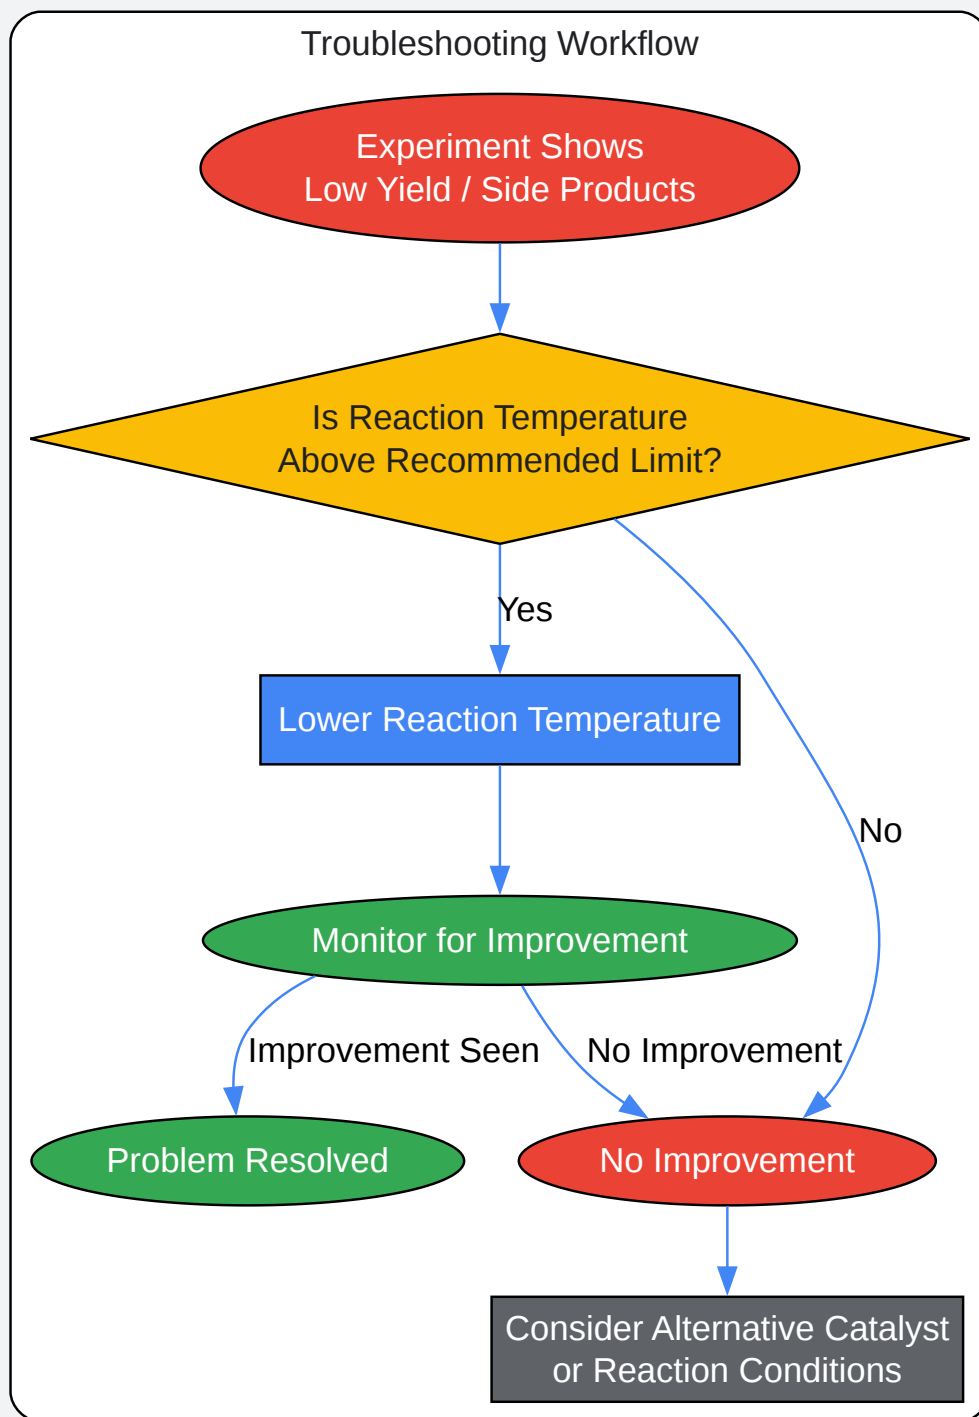 Troubleshooting Workflow
Experiment Shows
Low Yield / Side Products
Is Reaction Temperature
Above Recommended Limit?
Yes
Lower Reaction Temperature
No
Monitor for Improvement
Improvement Seen
No Improvement
Problem Resolved
No Improvement
Consider Alternative Catalyst
or Reaction Conditions